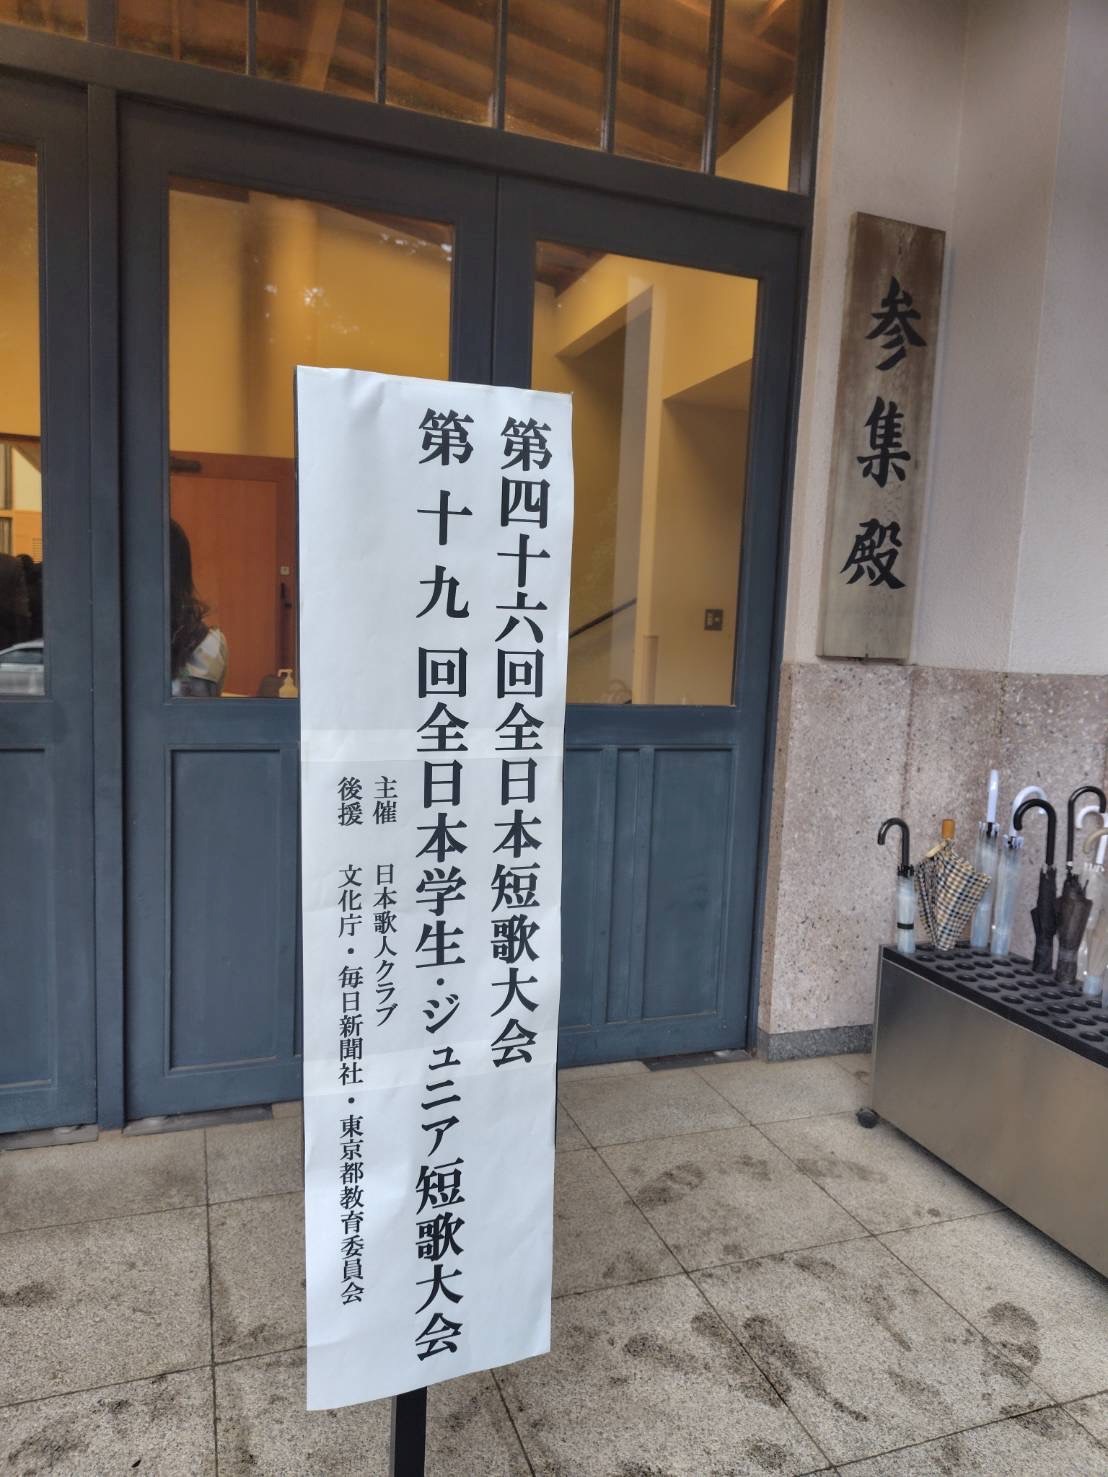 参集殿
第四十六回全日本短歌大会
第十九回全日本学生・ジュニア短歌大会
主催 日本歌人クラブ
後援 文化庁・毎日新聞社・東京都教育委員会